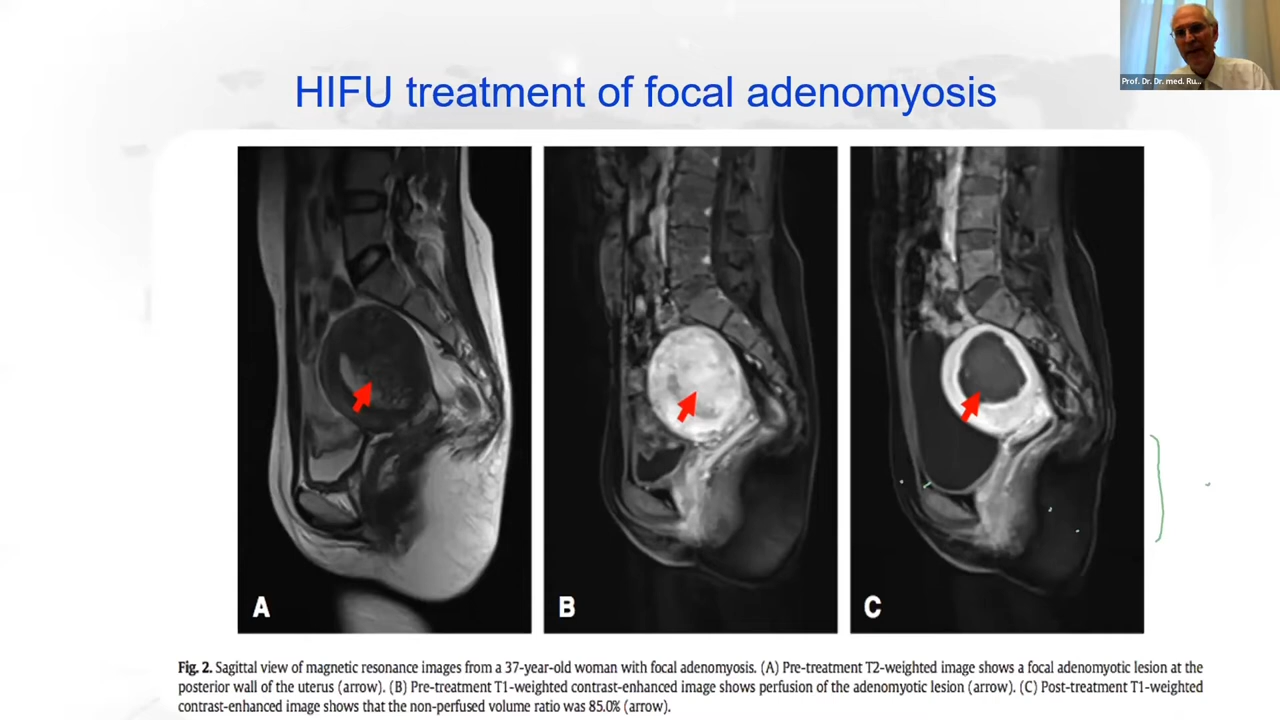 Prof. Dr. Dr. med. Ru...
HIFU treatment of focal adenomyosis
A
B
C
Fig. 2. Sagittal view of magnetic resonance images from a 37-year-old woman with focal adenomyosis. (A) Pre-treatment T2-weighted image shows a focal adenomyotic lesion at the
posterior wall of the uterus (arrow). (B) Pre-treatment T1-weighted contrast-enhanced image shows perfusion of the adenomyotic lesion (arrow). (C) Post-treatment T1-weighted
contrast-enhanced image shows that the non-perfused volume ratio was 85.0% (arrow).